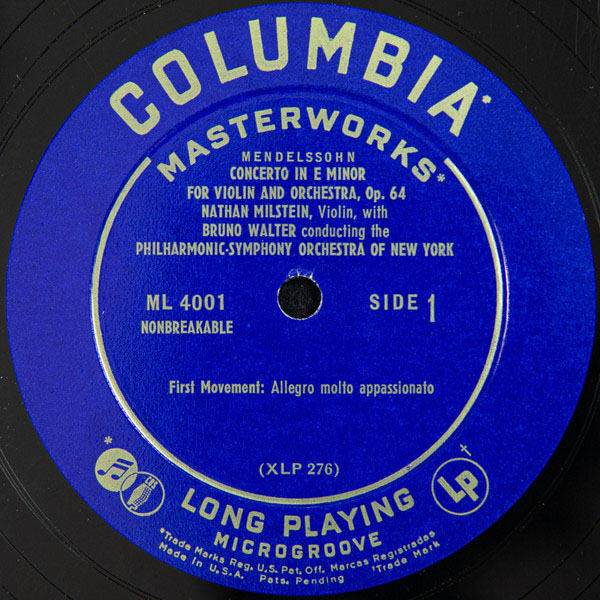 COLUMBIA*
MASTERWORKS*
MENDELSSOHN
CONCERTO IN E MINOR
FOR VIOLIN AND ORCHESTRA, Op. 64
NATHAN MILSTEIN, Violin, with
BRUNO WALTER conducting the
PHILHARMONIC-SYMPHONY ORCHESTRA OF NEW YORK
ML 4001
SIDE 1
NONBREAKABLE
First Movement: Allegro molto appassionato
(XLP 276)
*
CBS
†
LP
LONG PLAYING
MICROGROOVE
*Trade Marks Reg. U.S. Pat. Off. Marcas Registradas
Made in U.S.A. Pats. Pending †Trade Mark